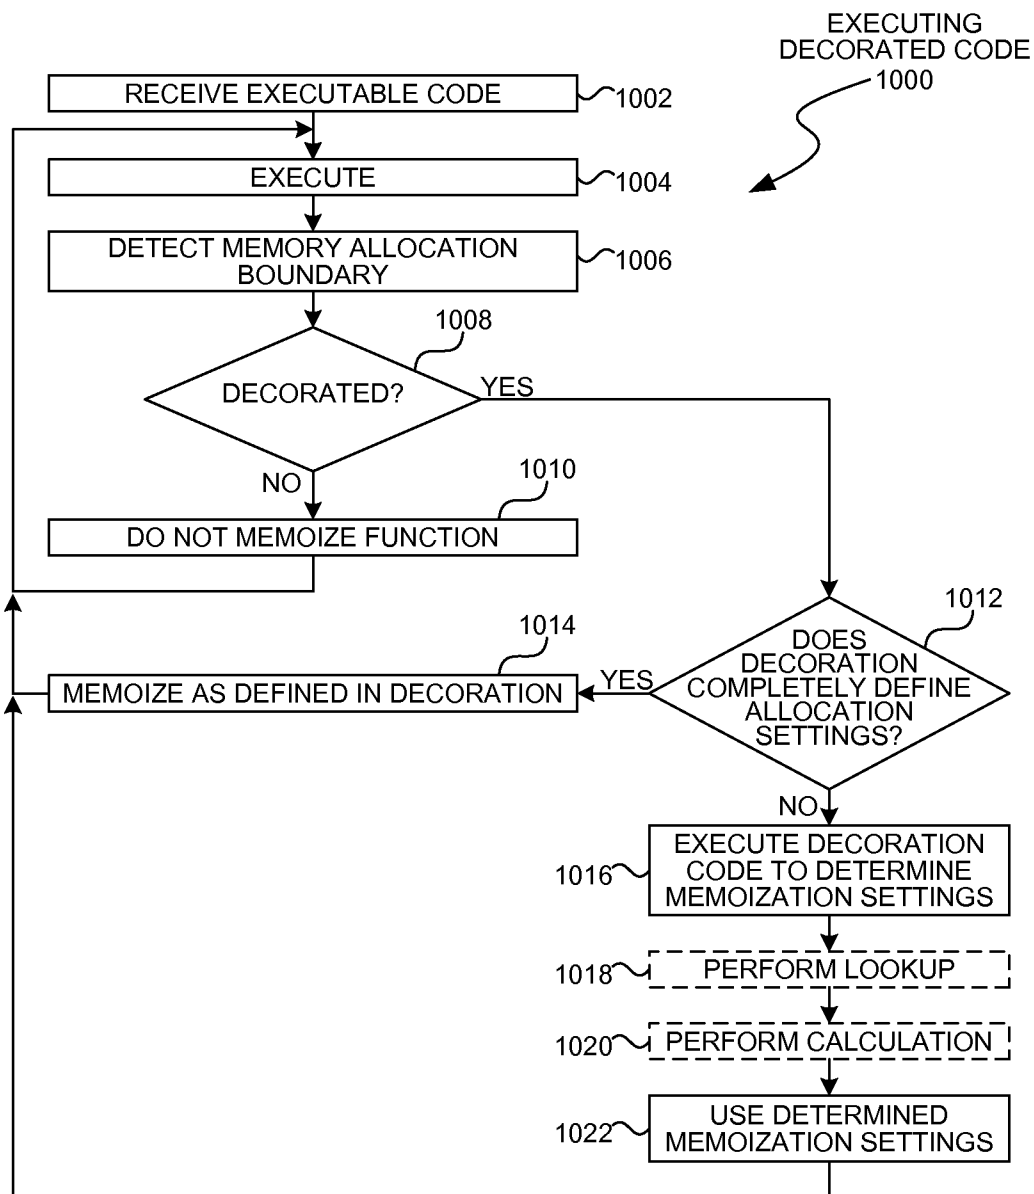 EXECUTING
DECORATED CODE
1000
RECEIVE EXECUTABLE CODE
1002
EXECUTE
1004
DETECT MEMORY ALLOCATION
BOUNDARY
1006
1008
DECORATED?
YES
NO
1010
DO NOT MEMOIZE FUNCTION
1012
DOES
DECORATION
COMPLETELY DEFINE
ALLOCATION
SETTINGS?
1014
YES
MEMOIZE AS DEFINED IN DECORATION
NO
EXECUTE DECORATION
CODE TO DETERMINE
MEMOIZATION SETTINGS
1016
PERFORM LOOKUP
1018
PERFORM CALCULATION
1020
USE DETERMINED
MEMOIZATION SETTINGS
1022